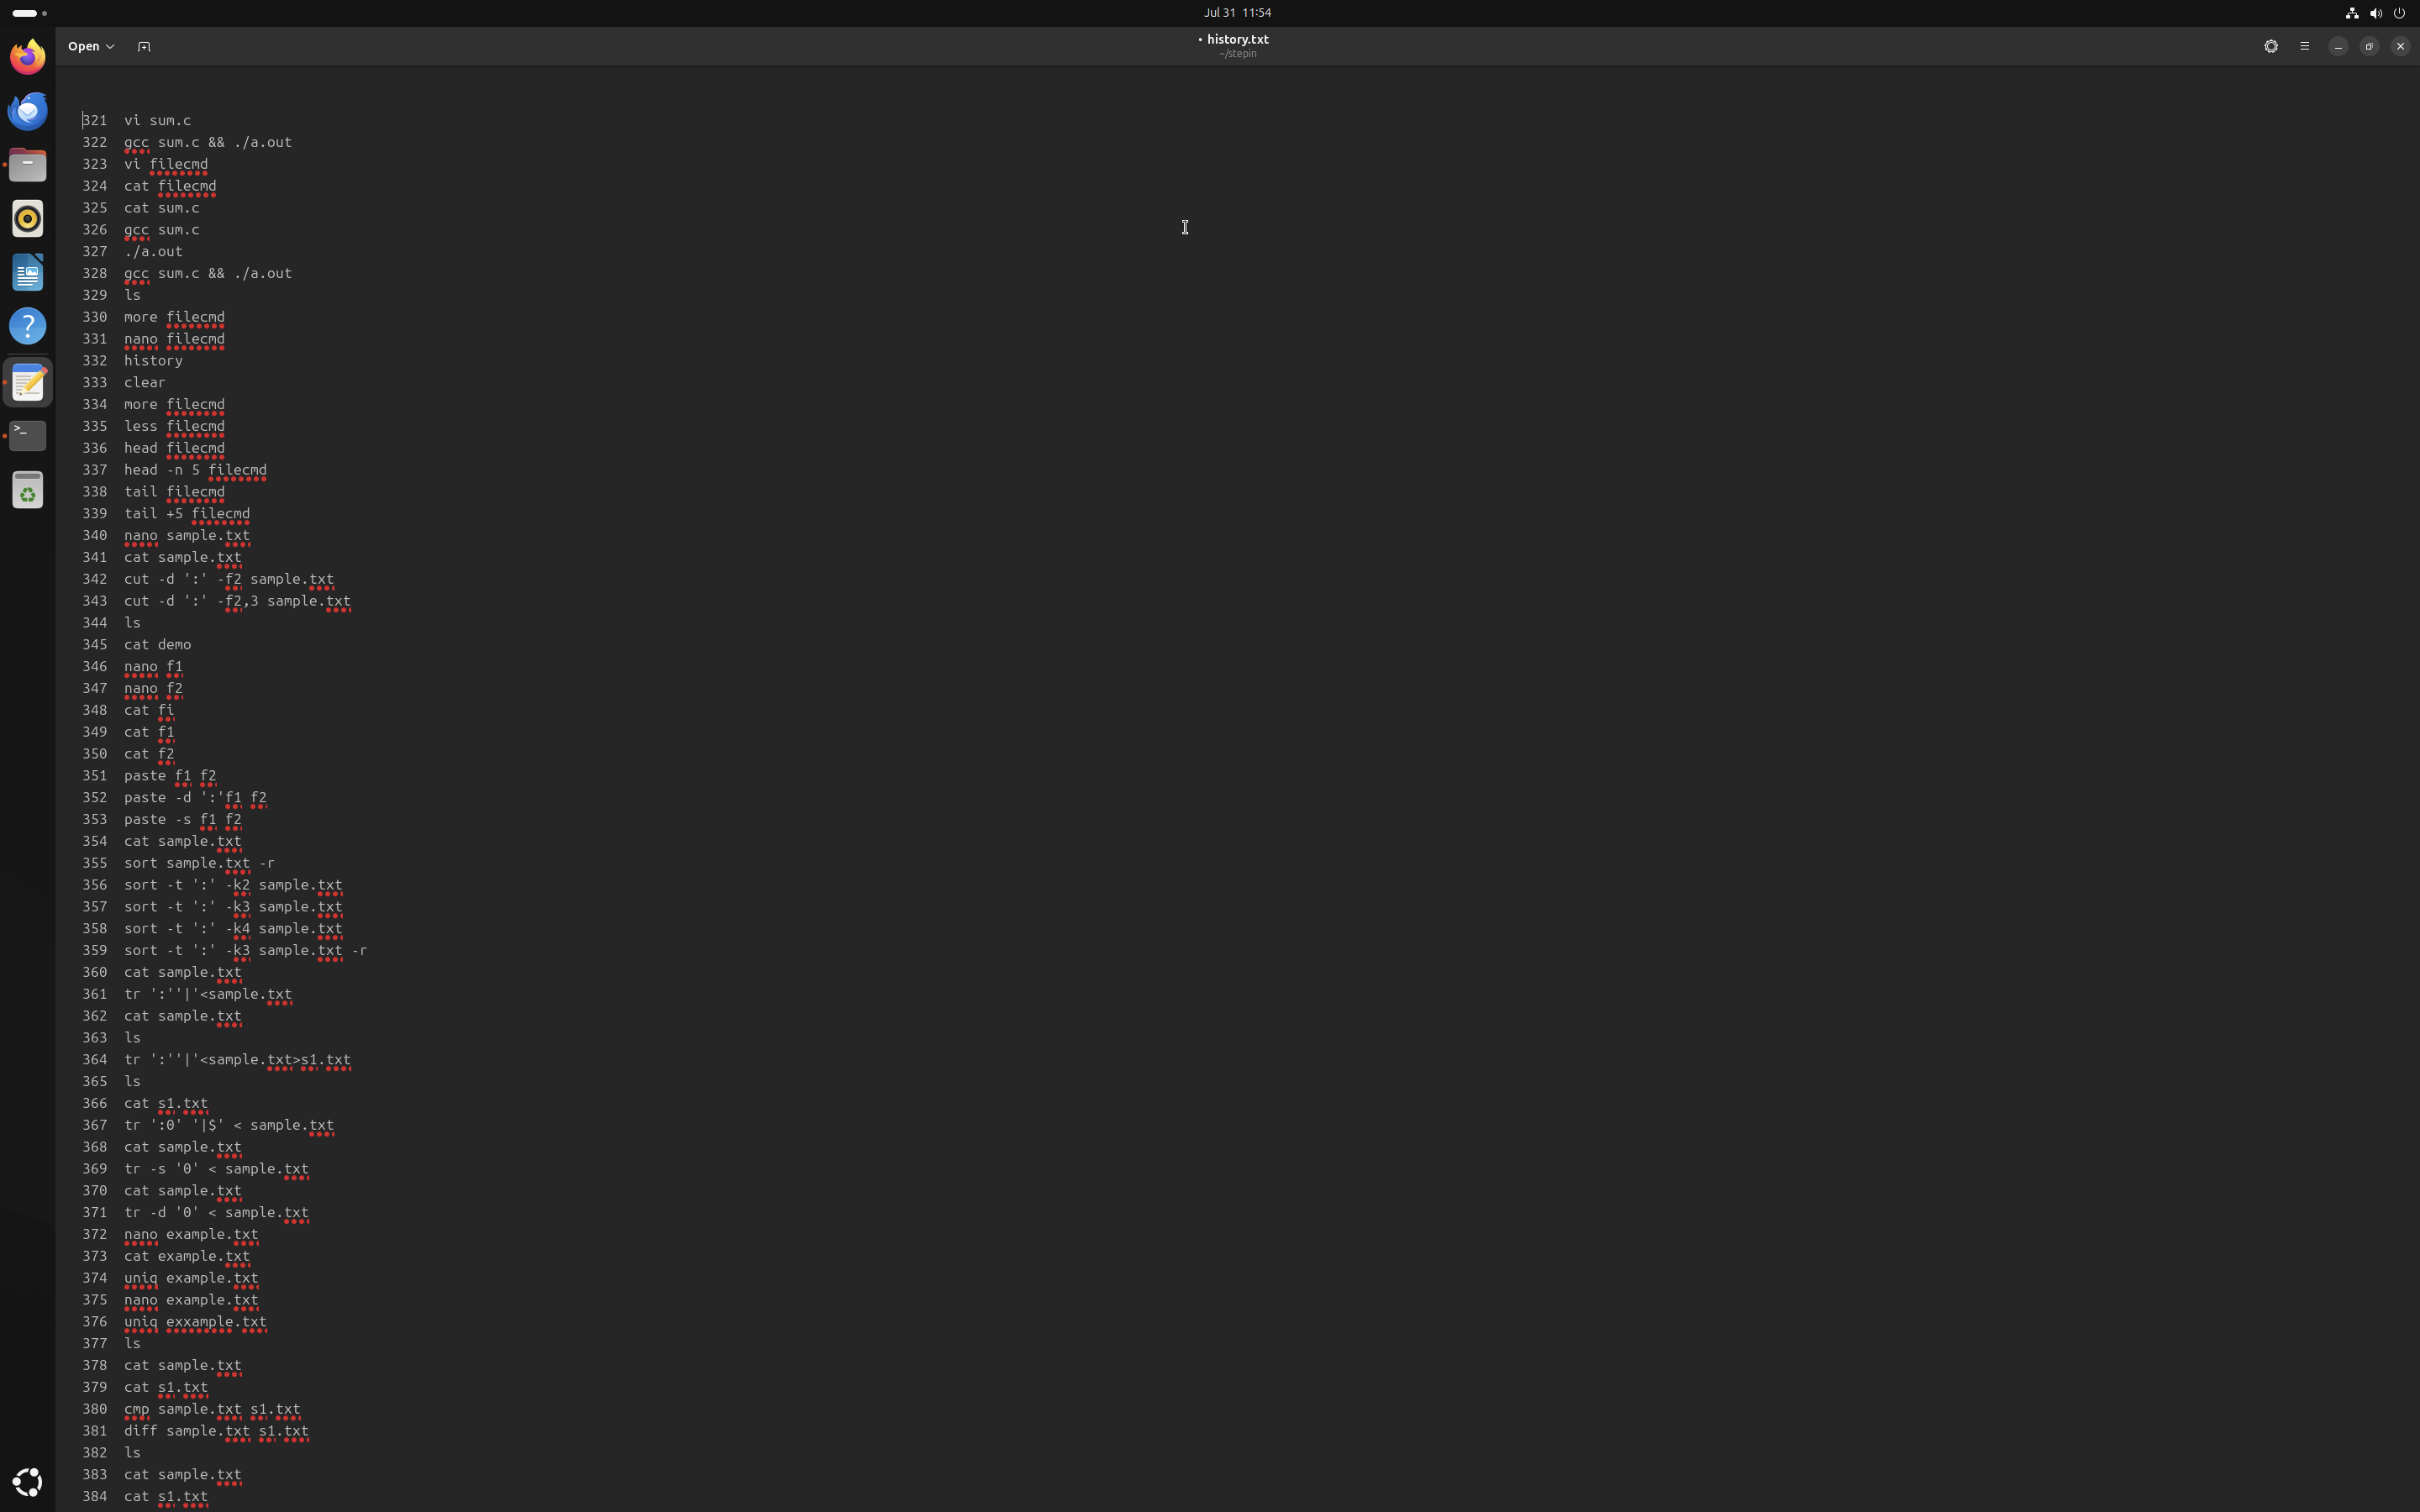 Jul 31 11:54
Open
• history.txt
~/stepin
321 vi sum.c
322 gcc sum.c && ./a.out
323 vi filecmd
324 cat filecmd
325 cat sum.c
326 gcc sum.c
327 ./a.out
328 gcc sum.c && ./a.out
329 ls
330 more filecmd
331 nano filecmd
332 history
333 clear
334 more filecmd
335 less filecmd
336 head filecmd
337 head -n 5 filecmd
338 tail filecmd
339 tail +5 filecmd
340 nano sample.txt
341 cat sample.txt
342 cut -d ':' -f2 sample.txt
343 cut -d ':' -f2,3 sample.txt
344 ls
345 cat demo
346 nano f1
347 nano f2
348 cat fi
349 cat f1
350 cat f2
351 paste f1 f2
352 paste -d ':'f1 f2
353 paste -s f1 f2
354 cat sample.txt
355 sort sample.txt -r
356 sort -t ':' -k2 sample.txt
357 sort -t ':' -k3 sample.txt
358 sort -t ':' -k4 sample.txt
359 sort -t ':' -k3 sample.txt -r
360 cat sample.txt
361 tr ':''|'<sample.txt
362 cat sample.txt
363 ls
364 tr ':''|'<sample.txt>s1.txt
365 ls
366 cat s1.txt
367 tr ':0' '|$' < sample.txt
368 cat sample.txt
369 tr -s '0' < sample.txt
370 cat sample.txt
371 tr -d '0' < sample.txt
372 nano example.txt
373 cat example.txt
374 uniq example.txt
375 nano example.txt
376 uniq exxample.txt
377 ls
378 cat sample.txt
379 cat s1.txt
380 cmp sample.txt s1.txt
381 diff sample.txt s1.txt
382 ls
383 cat sample.txt
384 cat s1.txt